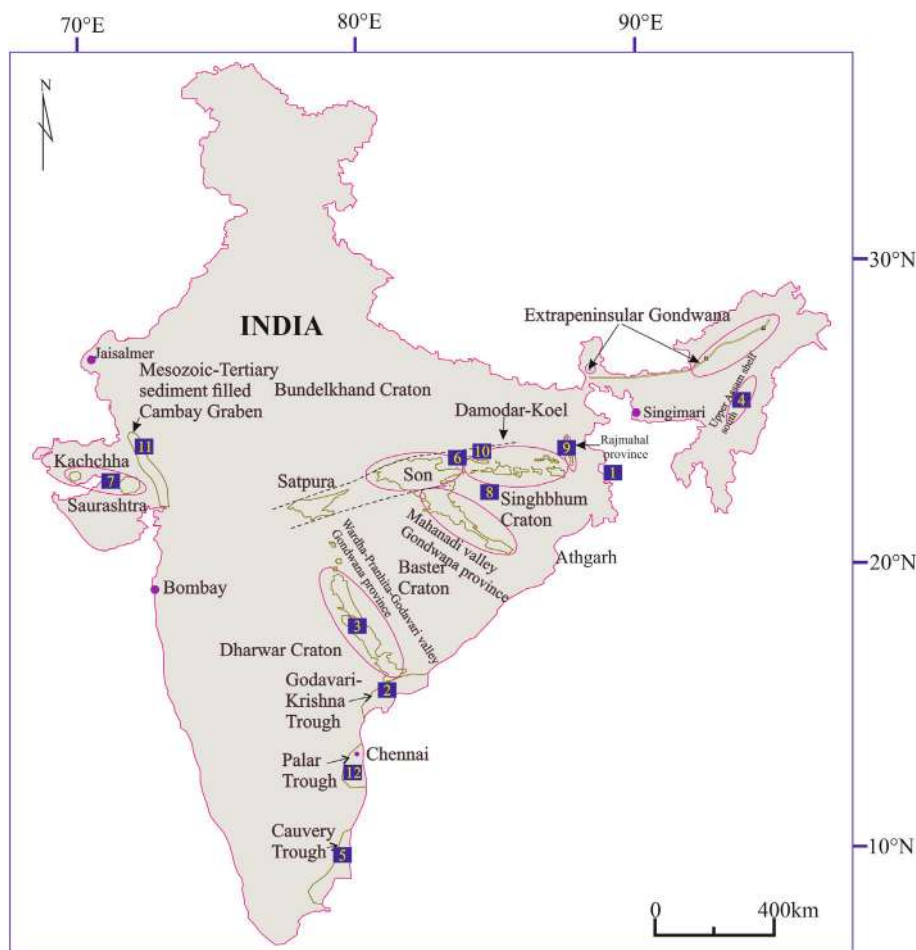 70°E
80°E
90°E
N
30°N
Extrapeninsular Gondwana
INDIA
Jaisalmer
Mesozoic-Tertiary
sediment filled
Cambay Graben
Bundelkhand Craton
Upper Assam shelf
south
4
Singimari
Damodar-Koel
11
Kachchha
7
Saurashtra
Satpura
Son
6
10
9
Rajmahal
province
1
8
Singhbhum
Craton
Mahanadi valley
Gondwana province
Athgarh
20°N
Wardha-Pranhita-Godavari valley
Gondwana province
Baster
Craton
Bombay
3
Dharwar Craton
Godavari-
Krishna
Trough
2
Palar
Trough
Chennai
12
Cauvery
Trough
5
10°N
0
400km